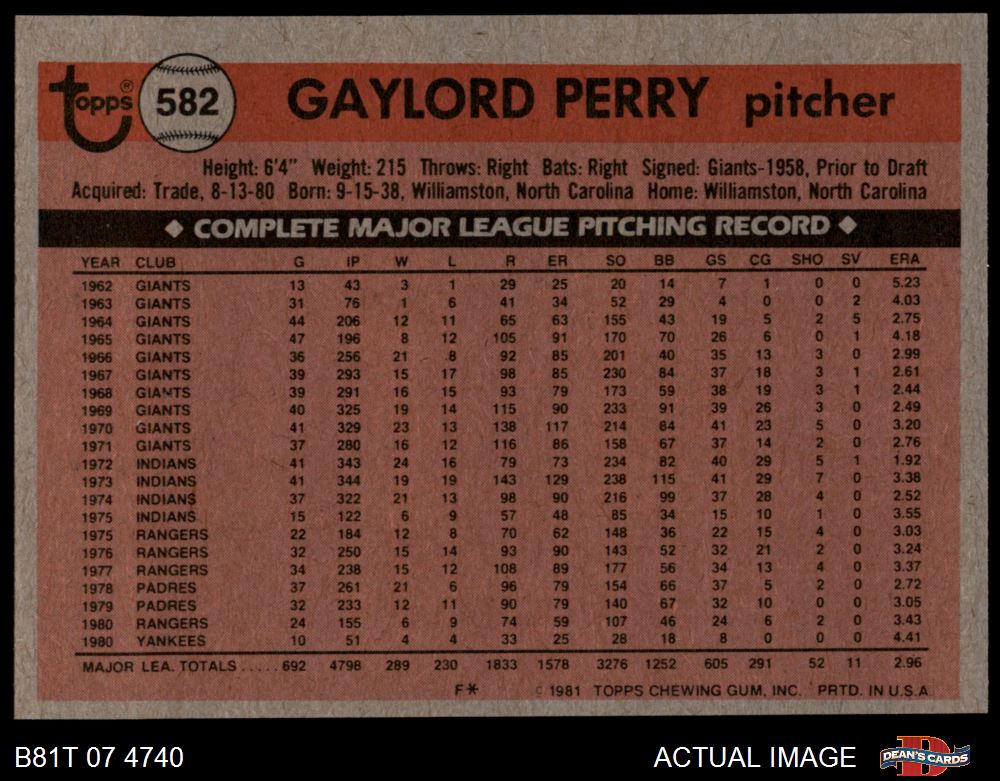 Topps® 582 GAYLORD PERRY pitcher
Height: 6'4" Weight: 215 Throws: Right Bats: Right Signed: Giants-1958, Prior to Draft
Acquired: Trade, 8-13-80 Born: 9-15-38, Williamston, North Carolina Home: Williamston, North Carolina
◆ COMPLETE MAJOR LEAGUE PITCHING RECORD ◆
YEAR CLUB G IP W L R ER SO BB GS CG SHO SV ERA
1962 GIANTS 13 43 3 1 29 25 20 14 7 1 0 0 5.23
1963 GIANTS 31 76 1 6 41 34 52 29 4 0 0 2 4.03
1964 GIANTS 44 206 12 11 65 63 155 43 19 5 2 5 2.75
1965 GIANTS 47 196 8 12 105 91 170 70 26 6 0 1 4.18
1966 GIANTS 36 256 21 8 92 85 201 40 35 13 3 0 2.99
1967 GIANTS 39 293 15 17 98 85 230 84 37 18 3 1 2.61
1968 GIANTS 39 291 16 15 93 79 173 59 38 19 3 1 2.44
1969 GIANTS 40 325 19 14 115 90 233 91 39 26 3 0 2.49
1970 GIANTS 41 329 23 13 138 117 214 84 41 23 5 0 3.20
1971 GIANTS 37 280 16 12 116 86 158 67 37 14 2 0 2.76
1972 INDIANS 41 343 24 16 79 73 234 82 40 29 5 1 1.92
1973 INDIANS 41 344 19 19 143 129 238 115 41 29 7 0 3.38
1974 INDIANS 37 322 21 13 98 90 216 99 37 28 4 0 2.52
1975 INDIANS 15 122 6 9 57 48 85 34 15 10 1 0 3.55
1975 RANGERS 22 184 12 8 70 62 148 36 22 15 4 0 3.03
1976 RANGERS 32 250 15 14 93 90 143 52 32 21 2 0 3.24
1977 RANGERS 34 238 15 12 108 89 177 56 34 13 4 0 3.37
1978 PADRES 37 261 21 6 96 79 154 66 37 5 2 0 2.72
1979 PADRES 32 233 12 11 90 79 140 67 32 10 0 0 3.05
1980 RANGERS 24 155 6 9 74 59 107 46 24 6 2 0 3.43
1980 YANKEES 10 51 4 4 33 25 28 18 8 0 0 0 4.41
MAJOR LEA. TOTALS ..... 692 4798 289 230 1833 1578 3276 1252 605 291 52 11 2.96
F* © 1981 TOPPS CHEWING GUM, INC. PRTD. IN U.S.A
B81T 07 4740 ACTUAL IMAGE DEAN'S CARDS